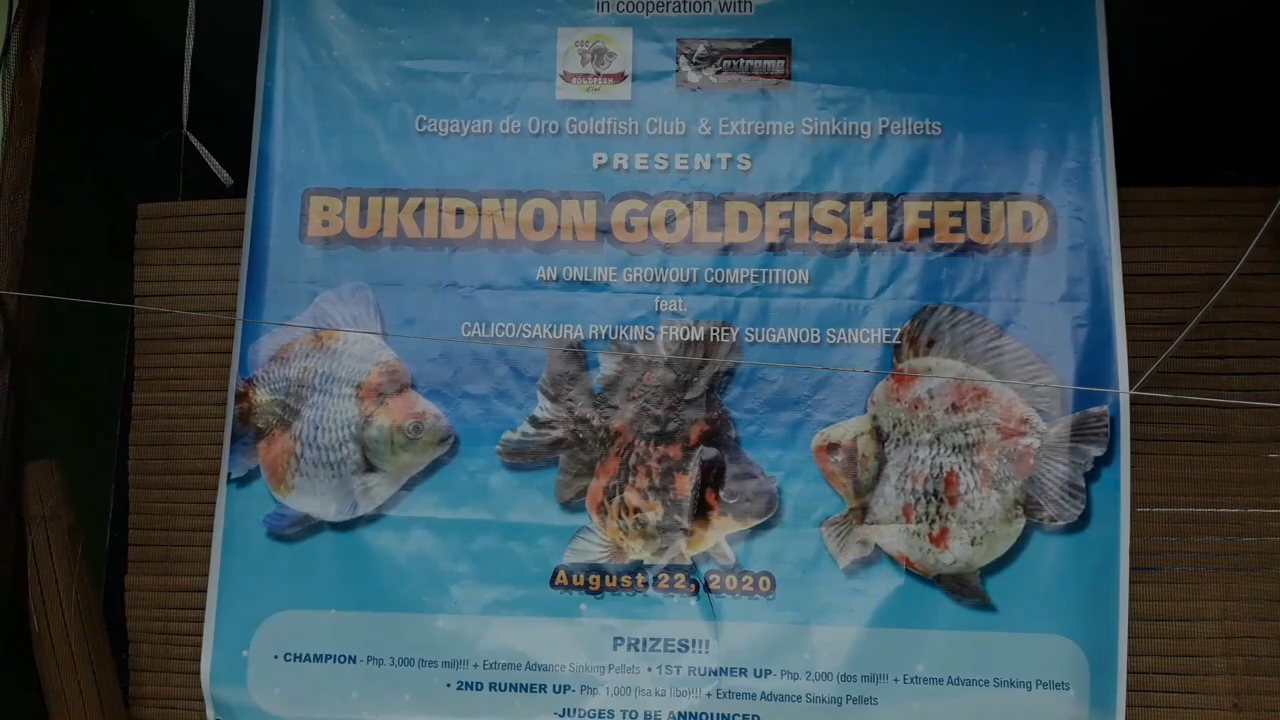 in cooperation with
CGC
GOLDFISH
Club
extreme
Cagayan de Oro Goldfish Club & Extreme Sinking Pellets
PRESENTS
BUKIDNON GOLDFISH FEUD
AN ONLINE GROWOUT COMPETITION
feat.
CALICO/SAKURA RYUKINS FROM REY SUGANOB SANCHEZ
August 22, 2020
PRIZES!!!
• CHAMPION - Php. 3,000 (tres mil)!!! + Extreme Advance Sinking Pellets • 1ST RUNNER UP- Php. 2,000 (dos mil)!!! + Extreme Advance Sinking Pellets
• 2ND RUNNER UP- Php. 1,000 (isa ka libo)!!! + Extreme Advance Sinking Pellets
-JUDGES TO BE ANNOUNCED